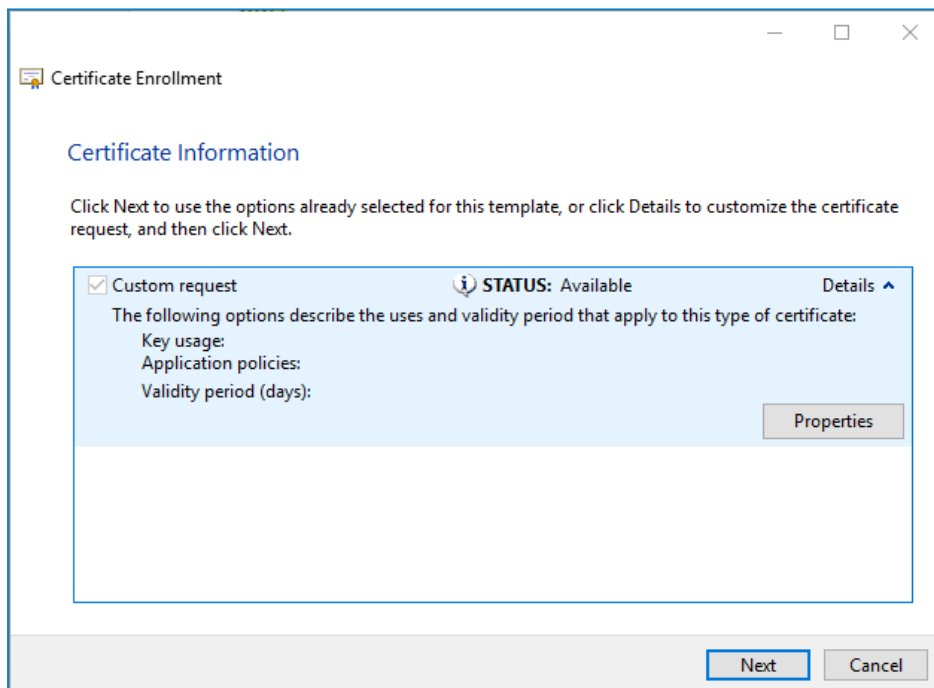 Certificate Enrollment
Certificate Information
Click Next to use the options already selected for this template, or click Details to customize the certificate
request, and then click Next.
Custom request STATUS: Available Details
The following options describe the uses and validity period that apply to this type of certificate:
Key usage:
Application policies:
Validity period (days):
Properties
Next Cancel